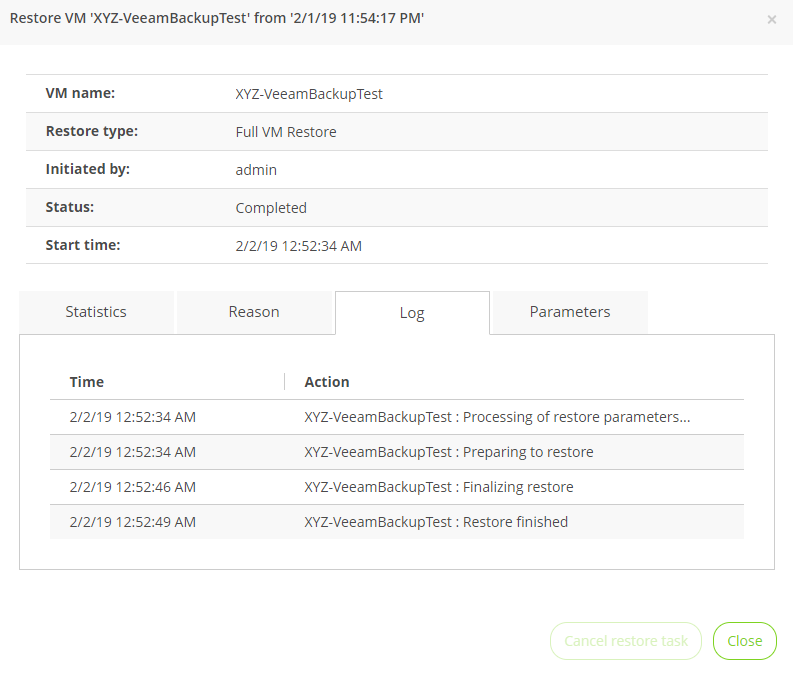 Restore VM 'XYZ-VeeamBackupTest' from '2/1/19 11:54:17 PM'
VM name: XYZ-VeeamBackupTest
Restore type: Full VM Restore
Initiated by: admin
Status: Completed
Start time: 2/2/19 12:52:34 AM
Statistics Reason Log Parameters
Time Action
2/2/19 12:52:34 AM XYZ-VeeamBackupTest : Processing of restore parameters...
2/2/19 12:52:34 AM XYZ-VeeamBackupTest : Preparing to restore
2/2/19 12:52:46 AM XYZ-VeeamBackupTest : Finalizing restore
2/2/19 12:52:49 AM XYZ-VeeamBackupTest : Restore finished
Cancel restore task Close